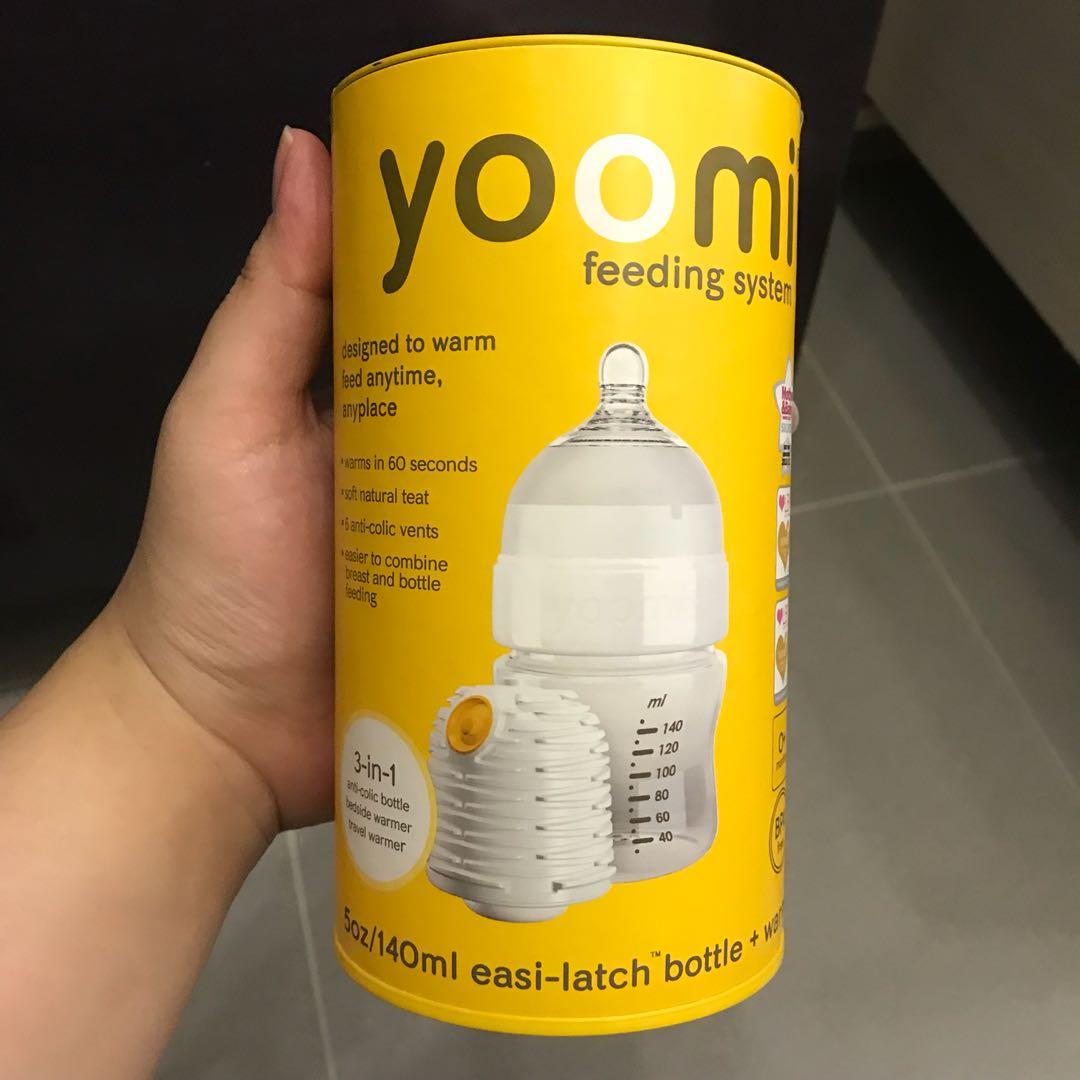 yoomi
feeding system
designed to warm
feed anytime,
anyplace
• warms in 60 seconds
• soft natural teat
• 6 anti-colic vents
• easier to combine
breast and bottle
feeding
ml
140
120
100
80
60
40
3-in-1
anti-colic bottle
bedside warmer
travel warmer
5oz/140ml easi-latch™ bottle +